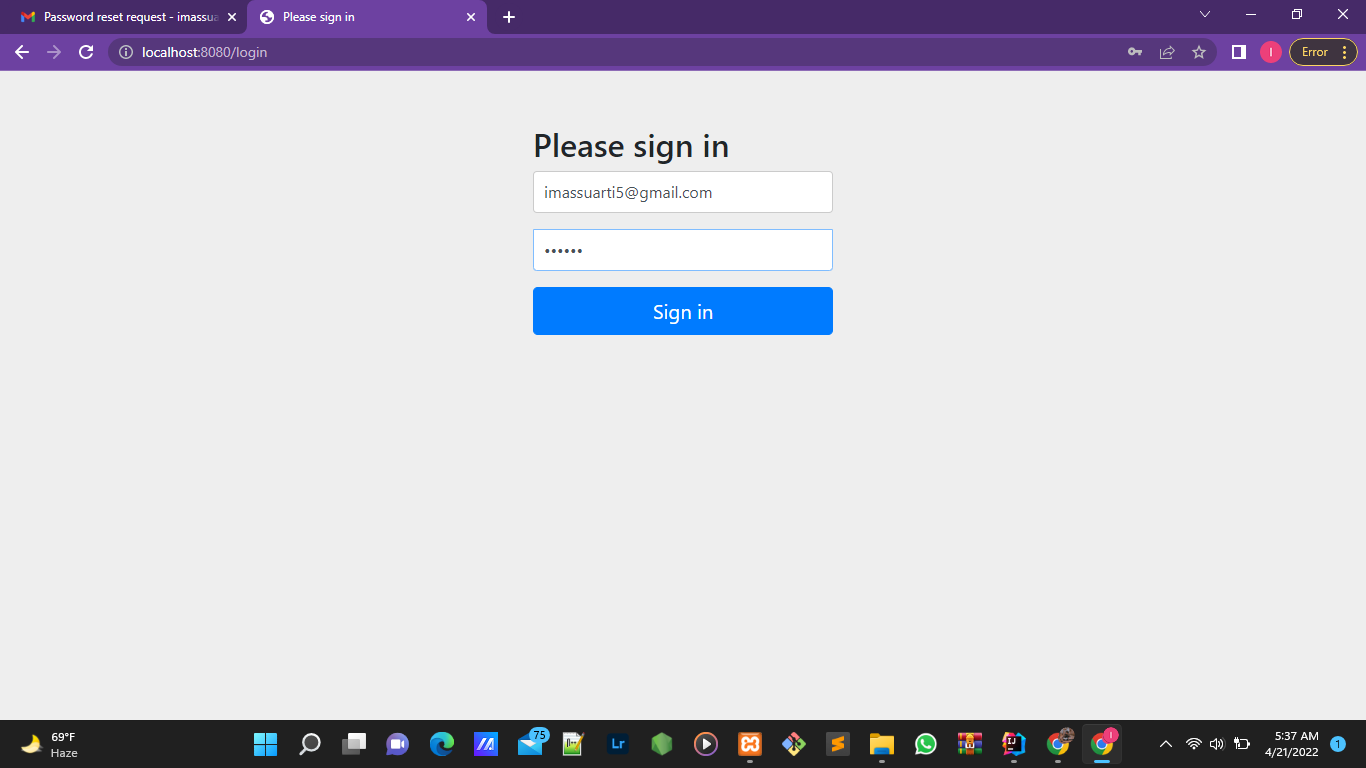 Password reset request - imassua
Please sign in
localhost:8080/login
I
Error
Please sign in
imassuarti5@gmail.com
••••••
Sign in
69°F
Haze
75
Lr
IJ
I
5:37 AM
4/21/2022
1